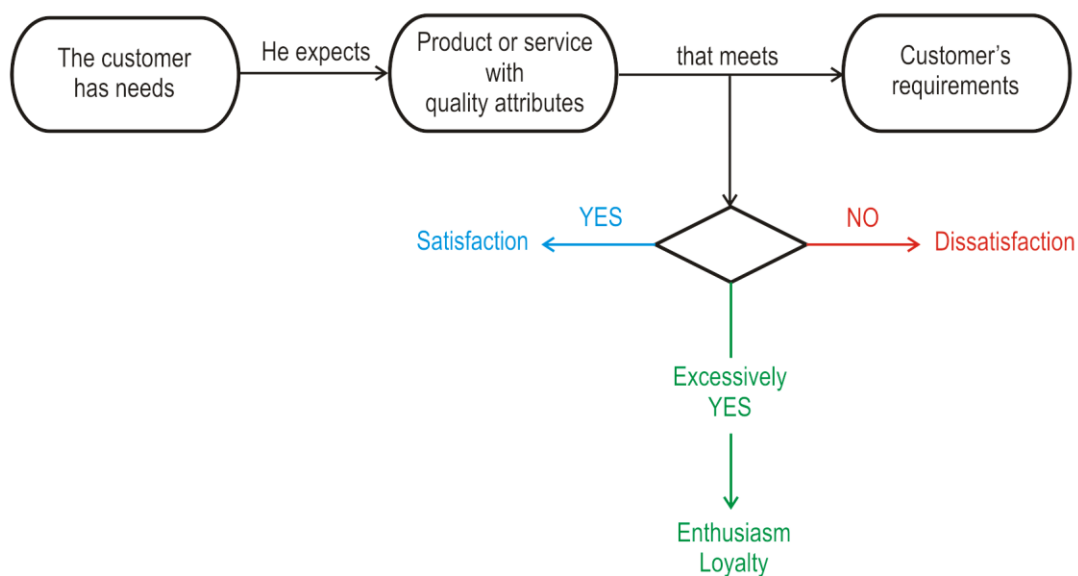 The customer
has needs
He expects
Product or service
with
quality attributes
that meets
Customer’s
requirements
YES
NO
Satisfaction
Dissatisfaction
Excessively
YES
Enthusiasm
Loyalty